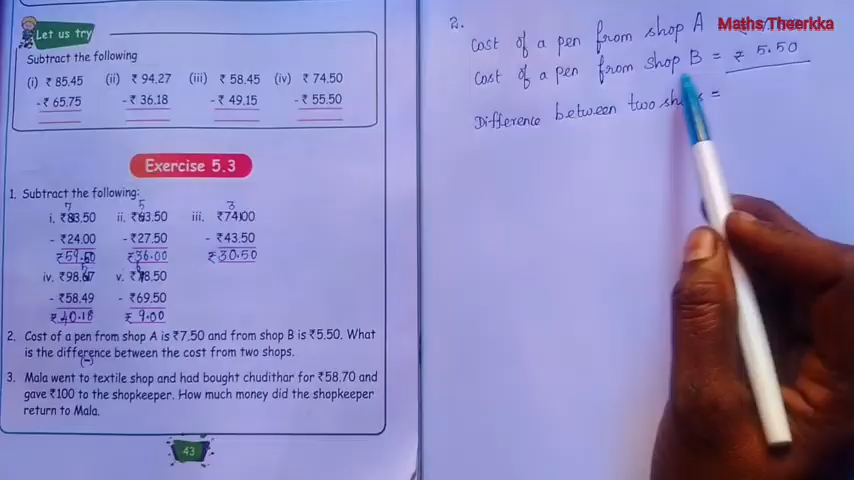 Let us try
Subtract the following
(i) ₹ 85.45 (ii) ₹ 94.27 (iii) ₹ 58.45 (iv) ₹ 74.50
- ₹ 65.75 - ₹ 36.18 - ₹ 49.15 - ₹ 55.50
Exercise 5.3
1. Subtract the following:
7 5 3
i. ₹83.50 ii. ₹63.50 iii. ₹74.00
- ₹24.00 - ₹27.50 - ₹43.50
₹59.50 ₹36.00 ₹30.50
iv. ₹98.67 v. ₹78.50
- ₹58.49 - ₹69.50
₹40.18 ₹9.00
2. Cost of a pen from shop A is ₹7.50 and from shop B is ₹5.50. What
is the difference between the cost from two shops.
(-)
3. Mala went to textile shop and had bought chudithar for ₹58.70 and
gave ₹100 to the shopkeeper. How much money did the shopkeeper
return to Mala.
43
Maths/Theerkka
2.
Cost of a pen from shop A
Cost of a pen from shop B = ₹ 5.50
Difference between two =